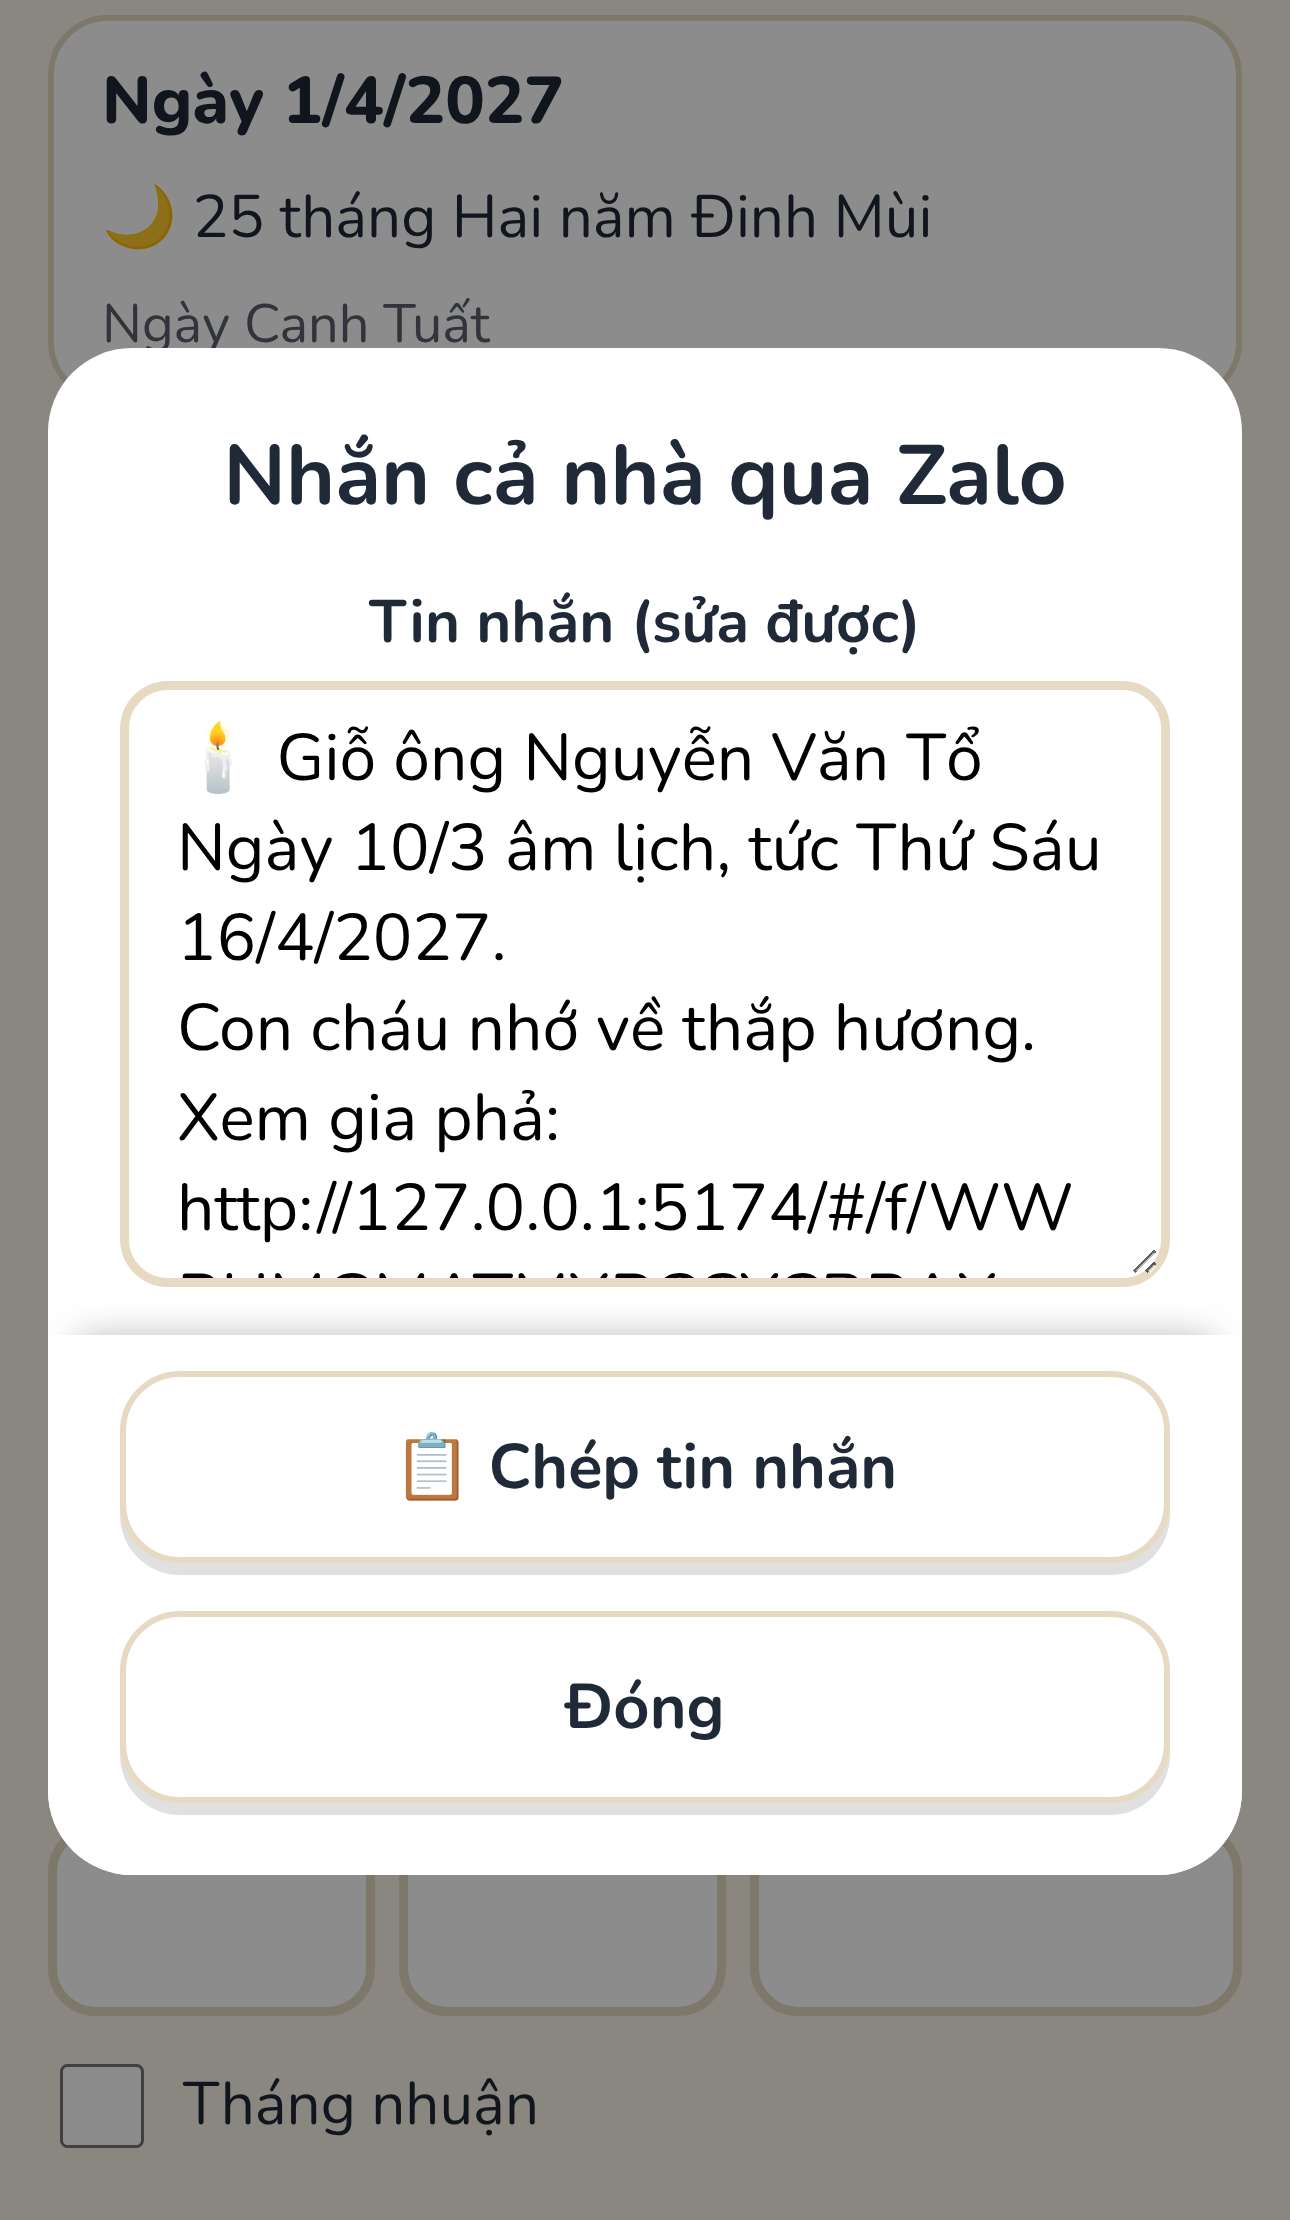 Ngày 1/4/2027
🌙 25 tháng Hai năm Đinh Mùi
Ngày Canh Tuất
Nhắn cả nhà qua Zalo
Tin nhắn (sửa được)
🕯️ Giỗ ông Nguyễn Văn Tổ
Ngày 10/3 âm lịch, tức Thứ Sáu
16/4/2027.
Con cháu nhớ về thắp hương.
Xem gia phả:
http://127.0.0.1:5174/#/f/WW
📋 Chép tin nhắn
Đóng
Tháng nhuận